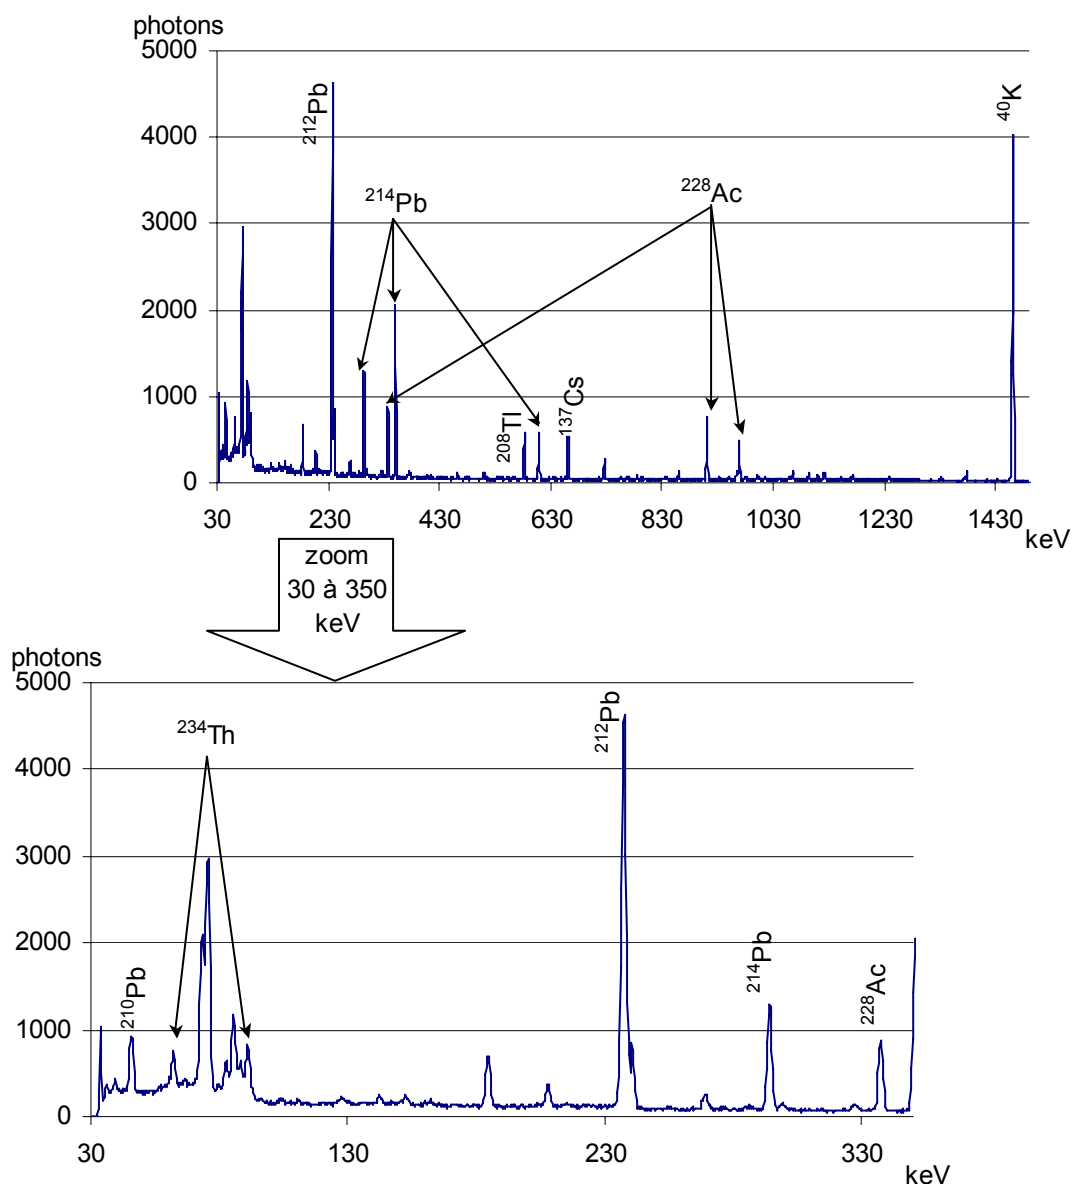 photons
5000
4000
3000
2000
1000
0
²¹²Pb
²¹⁴Pb
²²⁸Ac
⁴⁰K
²⁰⁸Tl
¹³⁷Cs
30 230 430 630 830 1030 1230 1430
keV
zoom
30 à 350
keV
photons
5000
4000
3000
2000
1000
0
²³⁴Th
²¹⁰Pb
²¹²Pb
²¹⁴Pb
²²⁸Ac
30 130 230 330
keV